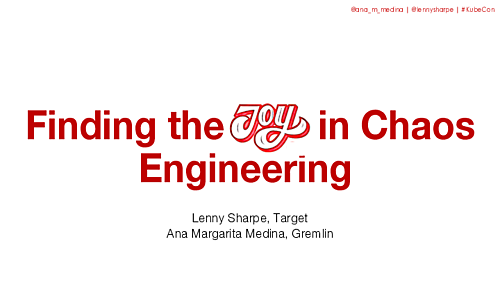 @ana_m_medina | @lennysharpe | #KubeCon
Finding the Joy in Chaos
Engineering
Lenny Sharpe, Target
Ana Margarita Medina, Gremlin